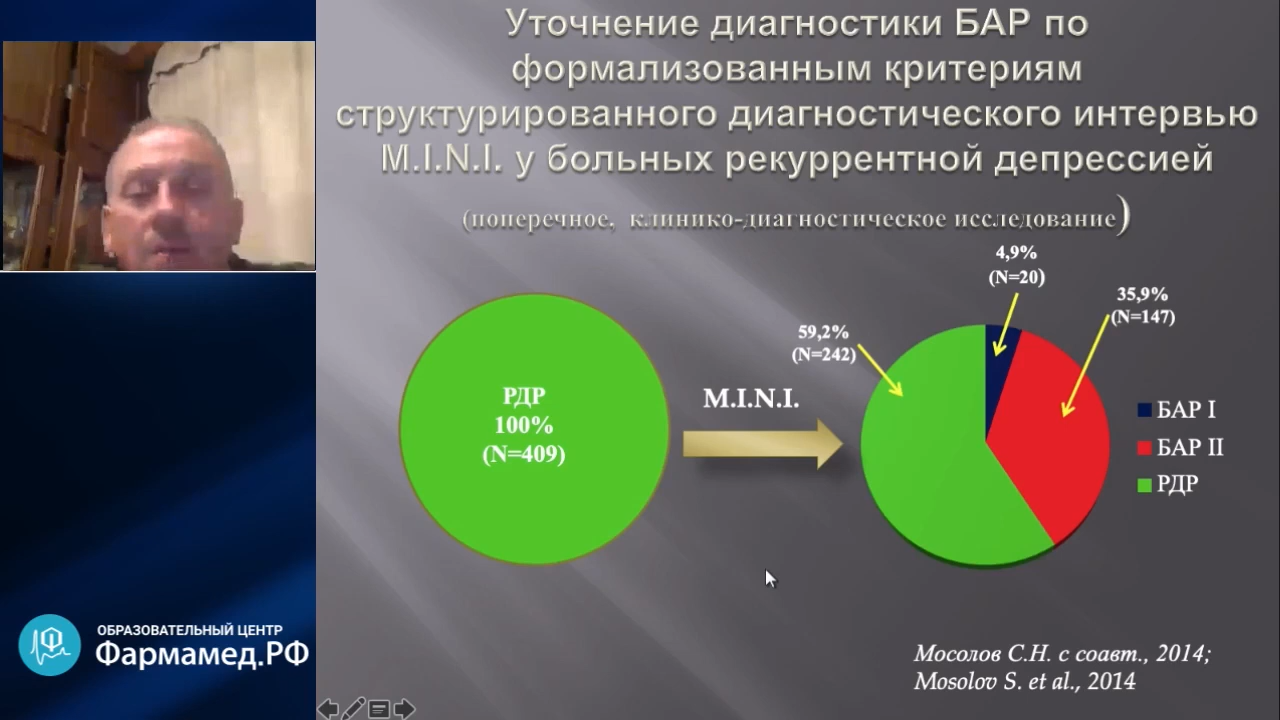 Уточнение диагностики БАР по
формализованным критериям
структурированного диагностического интервью
M.I.N.I. у больных рекуррентной депрессией
(поперечное, клинико-диагностическое исследование)
4,9%
(N=20)
35,9%
(N=147)
59,2%
(N=242)
РДР
100%
(N=409)
M.I.N.I.
БАР I
БАР II
РДР
ОБРАЗОВАТЕЛЬНЫЙ ЦЕНТР
Фармамед.РФ
Мосолов С.Н. с соавт., 2014;
Mosolov S. et al., 2014